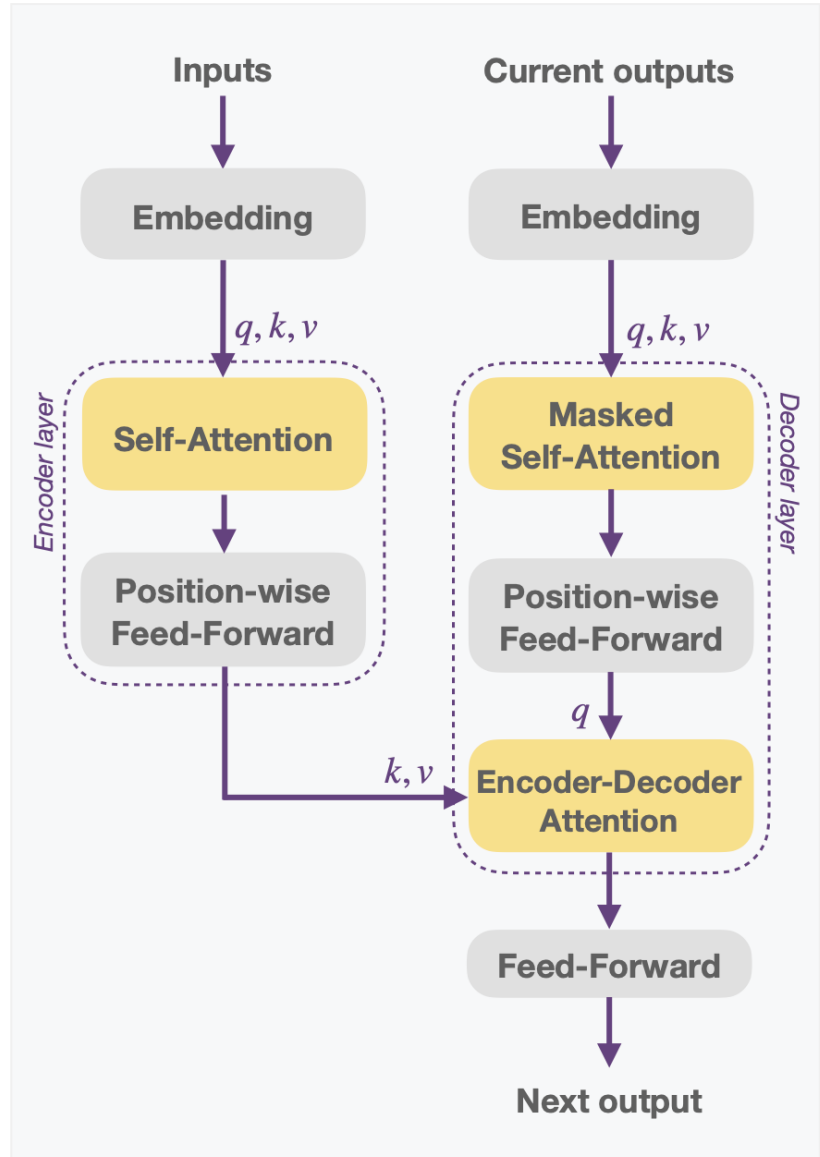 Inputs
Embedding
q, k, v
Encoder layer
Self-Attention
Position-wise
Feed-Forward
k, v
Current outputs
Embedding
q, k, v
Decoder layer
Masked
Self-Attention
Position-wise
Feed-Forward
q
Encoder-Decoder
Attention
Feed-Forward
Next output